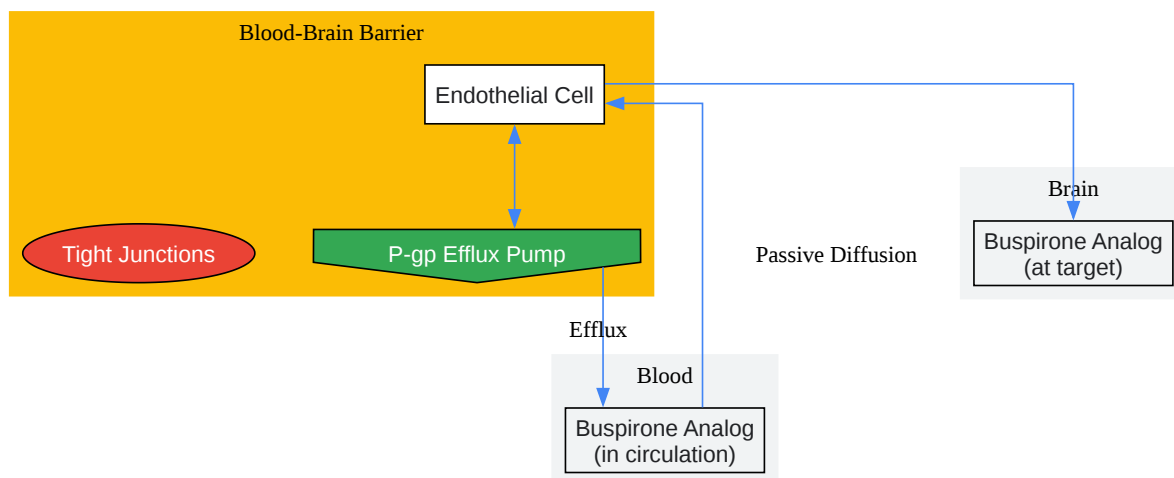 Blood-Brain Barrier
Endothelial Cell
Brain
Tight Junctions
P-gp Efflux Pump
Passive Diffusion
Buspirone Analog
(at target)
Efflux
Blood
Buspirone Analog
(in circulation)